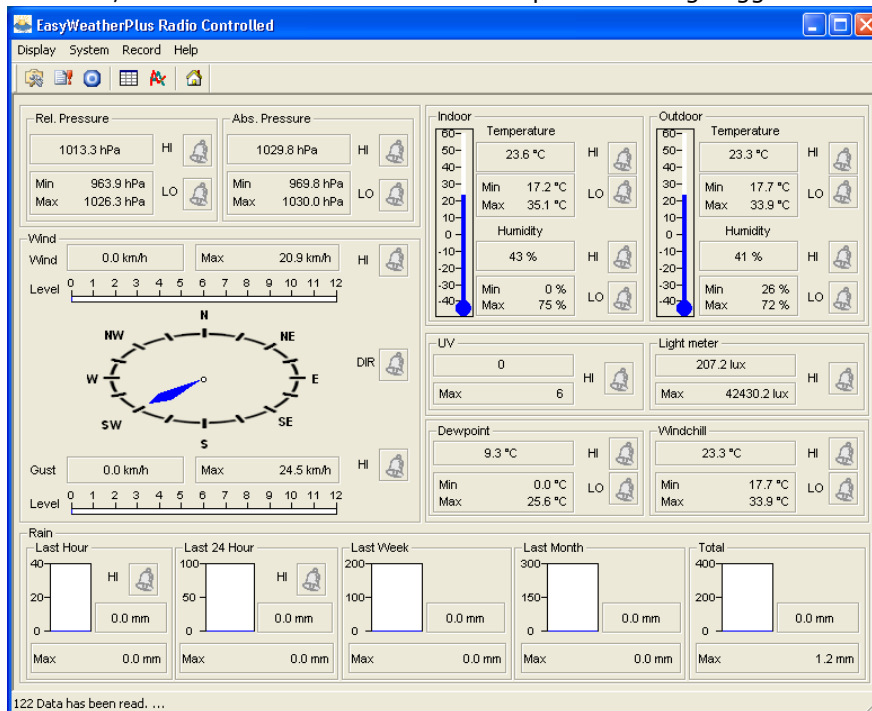 EasyWeatherPlus Radio Controlled
Display System Record Help
Rel. Pressure
1013.3 hPa HI
Min 963.9 hPa
Max 1026.3 hPa
LO
Abs. Pressure
1029.8 hPa HI
Min 969.8 hPa
Max 1030.0 hPa
LO
Indoor
60-
50-
40-
30-
20-
10-
0-
-10-
-20-
-30-
-40-
Temperature
23.6 °C HI
Min 17.2 °C
Max 35.1 °C
LO
Humidity
43 % HI
Min 0 %
Max 75 %
LO
Outdoor
60-
50-
40-
30-
20-
10-
0-
-10-
-20-
-30-
-40-
Temperature
23.3 °C HI
Min 17.7 °C
Max 33.9 °C
LO
Humidity
41 % HI
Min 26 %
Max 72 %
LO
Wind
Wind 0.0 km/h Max 20.9 km/h HI
Level 0 1 2 3 4 5 6 7 8 9 10 11 12
N
NW NE
W E
SW SE
S
DIR
Gust 0.0 km/h Max 24.5 km/h HI
Level 0 1 2 3 4 5 6 7 8 9 10 11 12
UV
0
Max 6
HI
Light meter
207.2 lux
Max 42430.2 lux
HI
Dewpoint
9.3 °C HI
Min 0.0 °C
Max 25.6 °C
LO
Windchill
23.3 °C HI
Min 17.7 °C
Max 33.9 °C
LO
Rain
Last Hour
40-
20-
0-
HI
0.0 mm
Max 0.0 mm
Last 24 Hour
100-
50-
0-
HI
0.0 mm
Max 0.0 mm
Last Week
200-
100-
0-
0.0 mm
Max 0.0 mm
Last Month
300-
150-
0-
0.0 mm
Max 0.0 mm
Total
400-
200-
0-
0.0 mm
Max 1.2 mm
122 Data has been read. ...